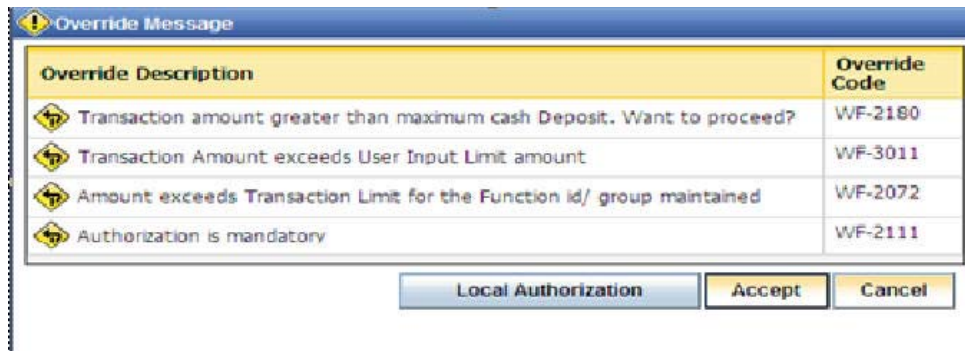 Override Message
Override Description
Override Code
Transaction amount greater than maximum cash Deposit. Want to proceed?
WF-2180
Transaction Amount exceeds User Input Limit amount
WF-3011
Amount exceeds Transaction Limit for the Function id/ group maintained
WF-2072
Authorization is mandatory
WF-2111
Local Authorization
Accept
Cancel